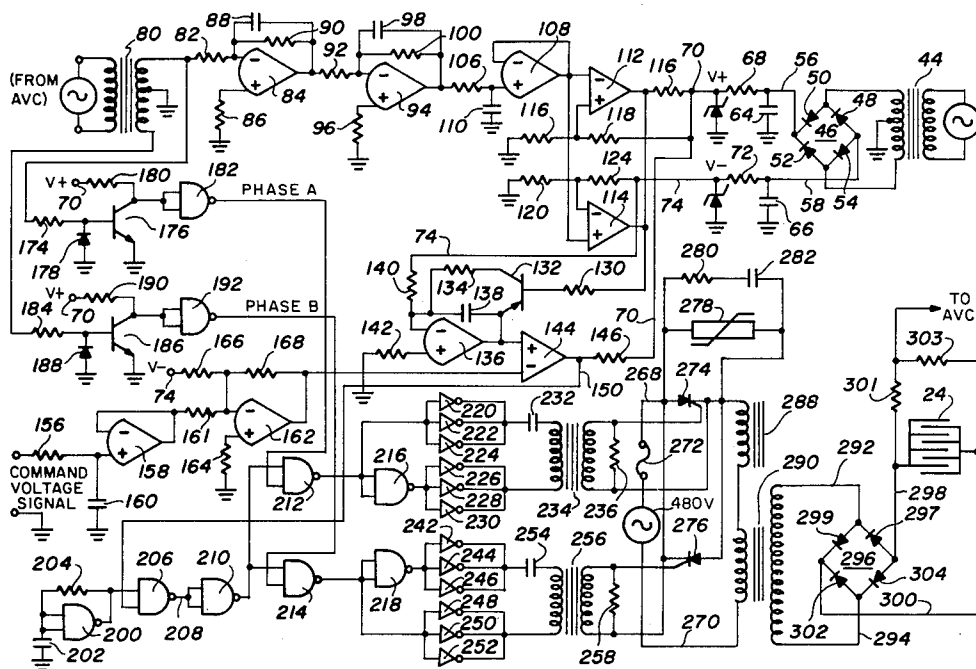 80 82 88 90 92 98 100 106 108 112 116 70 V+ 68 56 50 44
(FROM AVC)
84 86 94 96 110 116 118 64 46 48
52
120 124 114 V- 72 74 58 54
66
V+ 180 182 PHASE A
70
174 176 178
74 132 280 282
140 134 138 130 278
V+ 190 192 PHASE B
70
184 186 188
142 136 144 146 70
V- 166 168
74
150 268 274
TO AVC
303
301 24
156 161 162 158 164
COMMAND VOLTAGE SIGNAL
160
220 222 224 226 228 230 232 234 236 272 288
212 216
480V
290 292 298
204 206 210 242 244 246 248 250 252 254 256 258 276
299 297 296 304 300 302 294
200 202 208 214 218 270